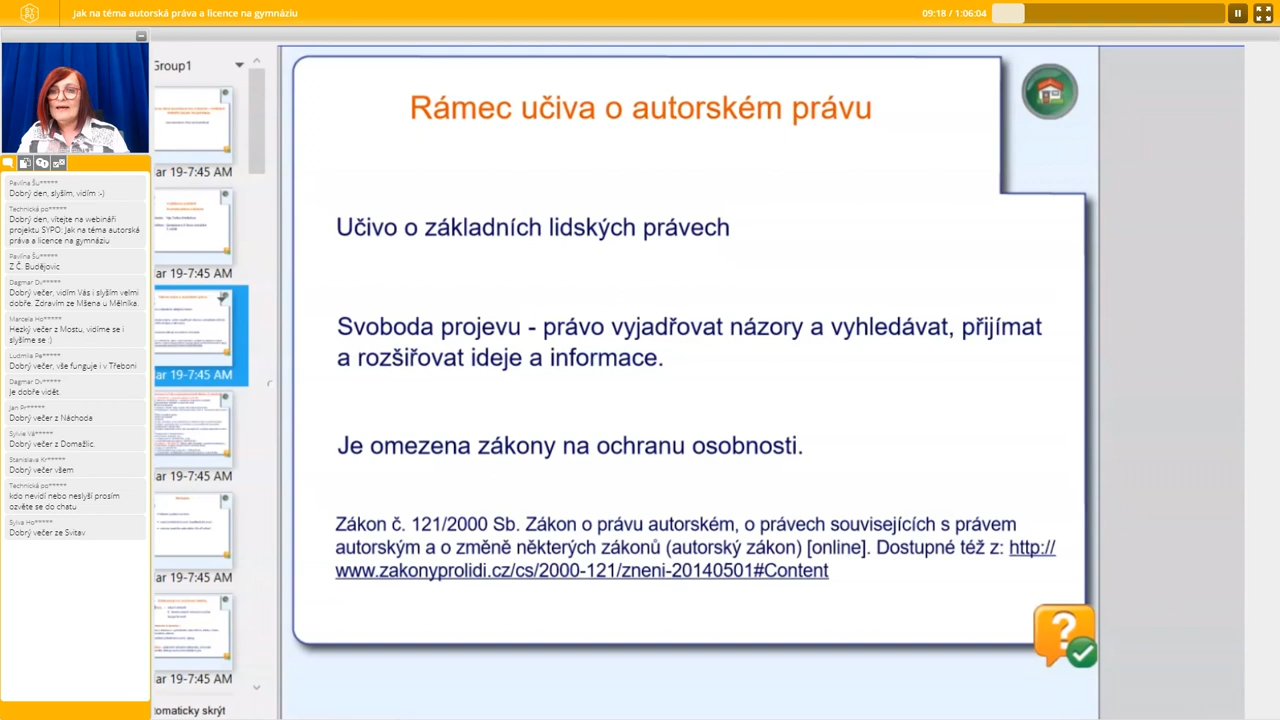 Jak na téma autorská práva a licence na gymnáziu
09:18 / 1:06:04
Pavlína Šu*****
Dobrý den, slyším, vidím :-)
Technická po*****
Dobrý den, vítejte na webináři
projektu SYPO: Jak na téma autorská
práva a licence na gymnáziu
Pavlína Šu*****
Z Č. Budějovic
Dagmar Dv*****
Dobrý večer, vidím Vás i slyším velmi
dobře. Zdravím ze Mšena u Mělníka.
Marcela Ho*****
Hezký večer z Mostu, vidíme se i
slyšíme se :)
Ludmila Pe*****
Dobrý večer, vše funguje i v Třeboni
Dagmar Dv*****
Je dobře vidět.
Jan Pr*****
Dobrý večer z Náchoda
Sylvie Vá*****
Dobrý večer z Domažlic.
Stanislava Kr*****
Dobrý večer všem
Technická po*****
kdo nevidí nebo neslyší prosím
ozvěte se do chatu
Sylva Ho*****
Dobrý večer ze Svitav
Group1
ar 19-7:45 AM
ar 19-7:45 AM
ar 19-7:45 AM
ar 19-7:45 AM
ar 19-7:45 AM
ar 19-7:45 AM
tomaticky skrýt
Rámec učiva o autorském právu
Učivo o základních lidských právech
Svoboda projevu - právo vyjadřovat názory a vyhledávat, přijímat
a rozšiřovat ideje a informace.
Je omezena zákony na ochranu osobnosti.
Zákon č. 121/2000 Sb. Zákon o právu autorském, o právech souvisejících s právem
autorským a o změně některých zákonů (autorský zákon) [online]. Dostupné též z: http://
www.zakonyprolidi.cz/cs/2000-121/zneni-20140501#Content